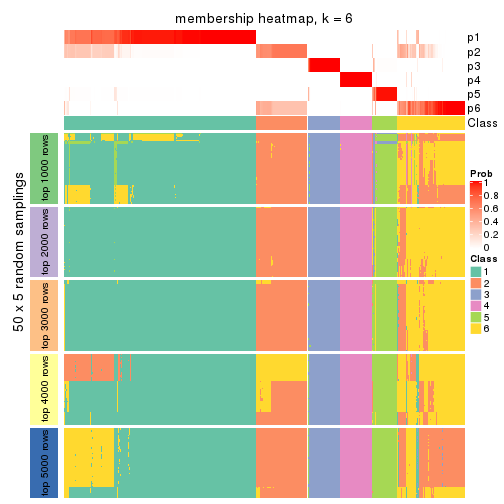 membership heatmap, k = 6
p1
p2
p3
p4
p5
p6
Class
50 x 5 random samplings
top 1000 rows
top 2000 rows
top 3000 rows
top 4000 rows
top 5000 rows
Prob
1
0.8
0.6
0.4
0.2
0
Class
1
2
3
4
5
6